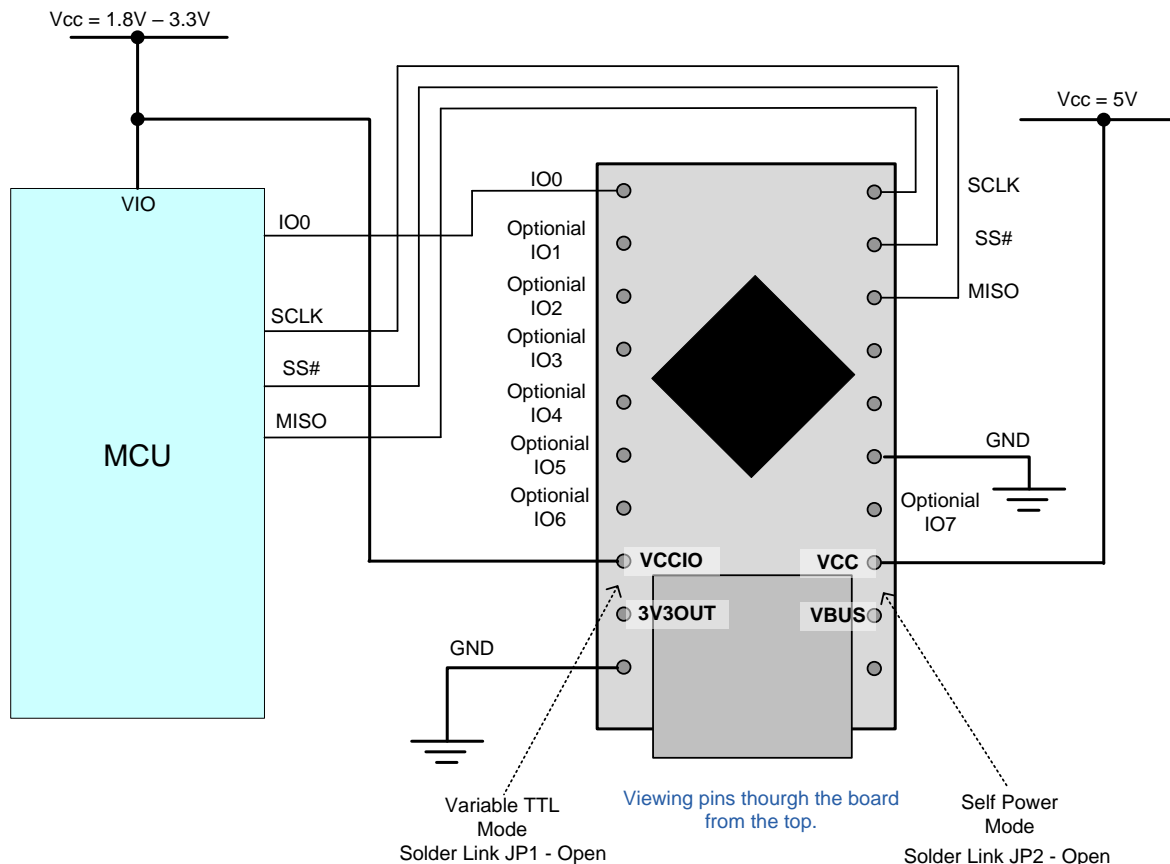 Vcc = 1.8V – 3.3V
Vcc = 5V
VIO
IO0
SCLK
SS#
MISO
MCU
IO0
Optionial
IO1
Optionial
IO2
Optionial
IO3
Optionial
IO4
Optionial
IO5
Optionial
IO6
VCCIO
3V3OUT
GND
SCLK
SS#
MISO
GND
Optionial
IO7
VCC
VBUS
Variable TTL
Mode
Solder Link JP1 - Open
Viewing pins thourgh the board
from the top.
Self Power
Mode
Solder Link JP2 - Open